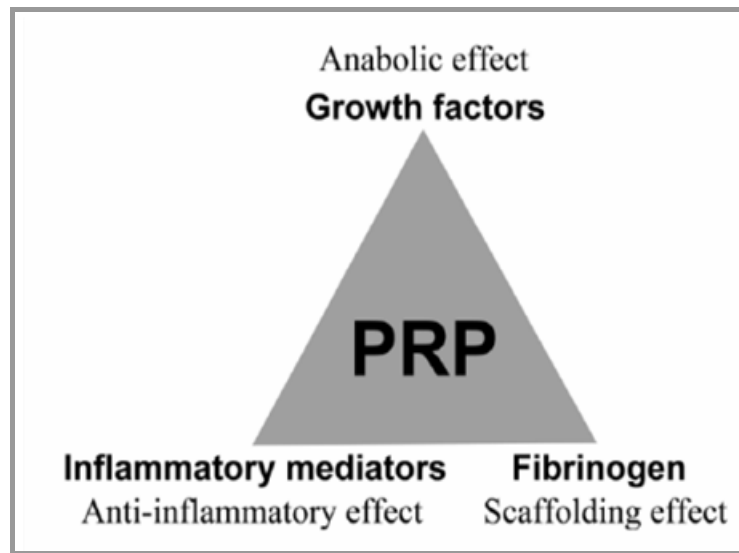 Anabolic effect
Growth factors
PRP
Inflammatory mediators
Fibrinogen
Anti-inflammatory effect
Scaffolding effect